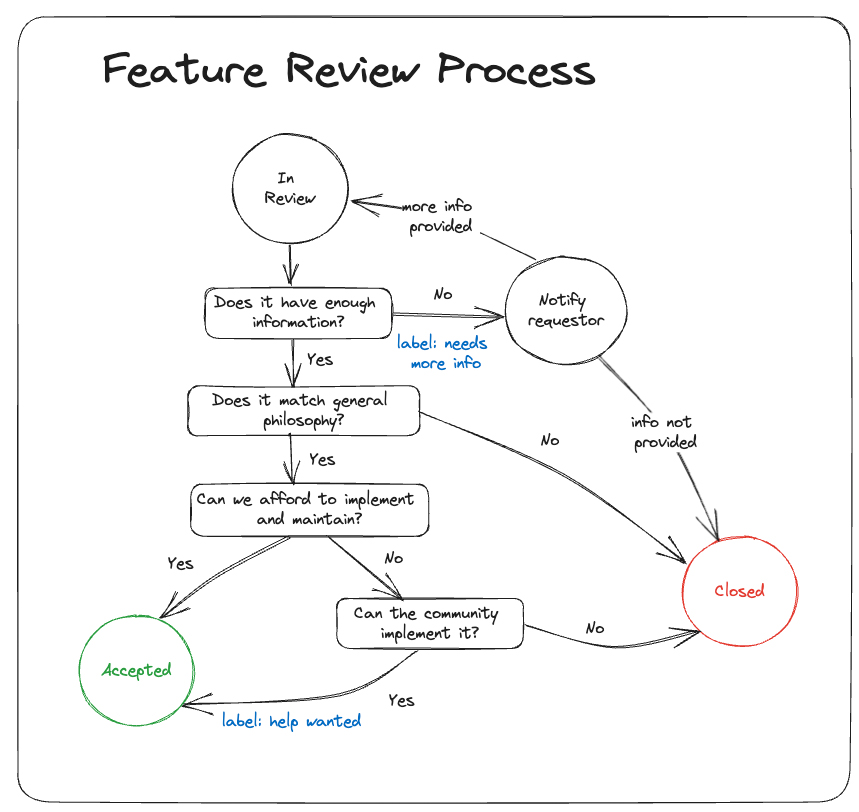 Feature Review Process
In
Review
more info
provided
Does it have enough
information?
No
label: needs
more info
Notify
requestor
Yes
Does it match general
philosophy?
No
info not
provided
Yes
Can we afford to implement
and maintain?
Yes
No
Closed
Can the community
implement it?
No
Accepted
Yes
label: help wanted